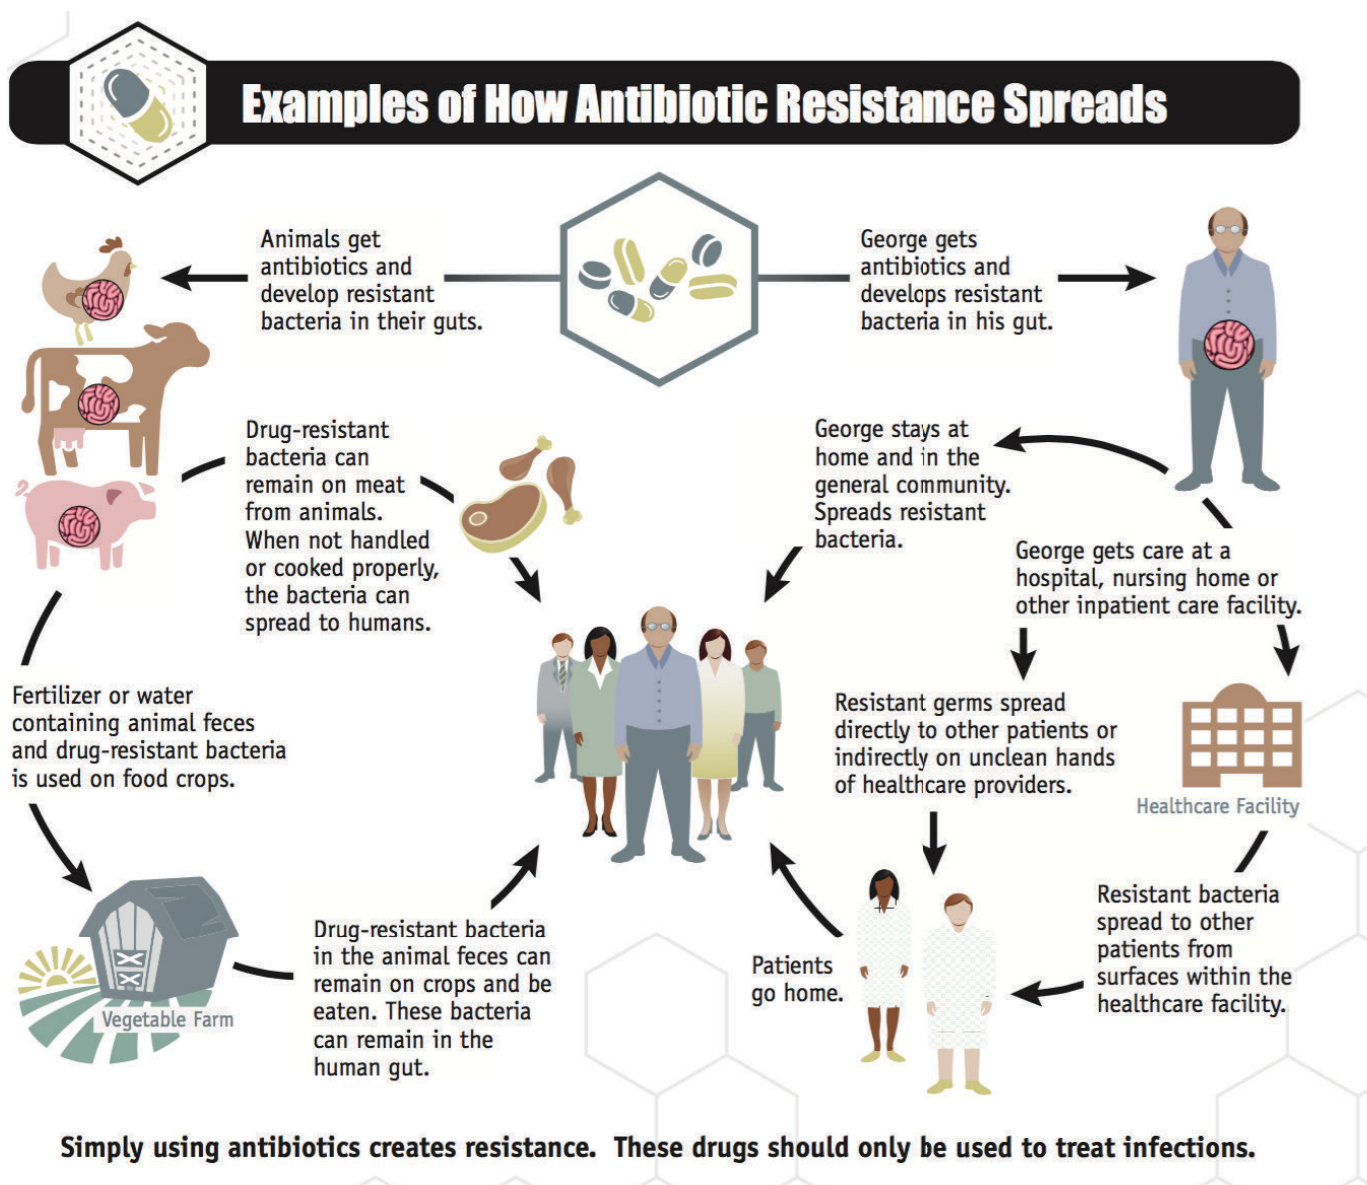 Examples of How Antibiotic Resistance Spreads
Animals get
antibiotics and
develop resistant
bacteria in their guts.
George gets
antibiotics and
develops resistant
bacteria in his gut.
Drug-resistant
bacteria can
remain on meat
from animals.
When not handled
or cooked properly,
the bacteria can
spread to humans.
George stays at
home and in the
general community.
Spreads resistant
bacteria.
George gets care at a
hospital, nursing home or
other inpatient care facility.
Fertilizer or water
containing animal feces
and drug-resistant bacteria
is used on food crops.
Resistant germs spread
directly to other patients or
indirectly on unclean hands
of healthcare providers.
Healthcare Facility
Vegetable Farm
Drug-resistant bacteria
in the animal feces can
remain on crops and be
eaten. These bacteria
can remain in the
human gut.
Patients
go home.
Resistant bacteria
spread to other
patients from
surfaces within the
healthcare facility.
Simply using antibiotics creates resistance. These drugs should only be used to treat infections.